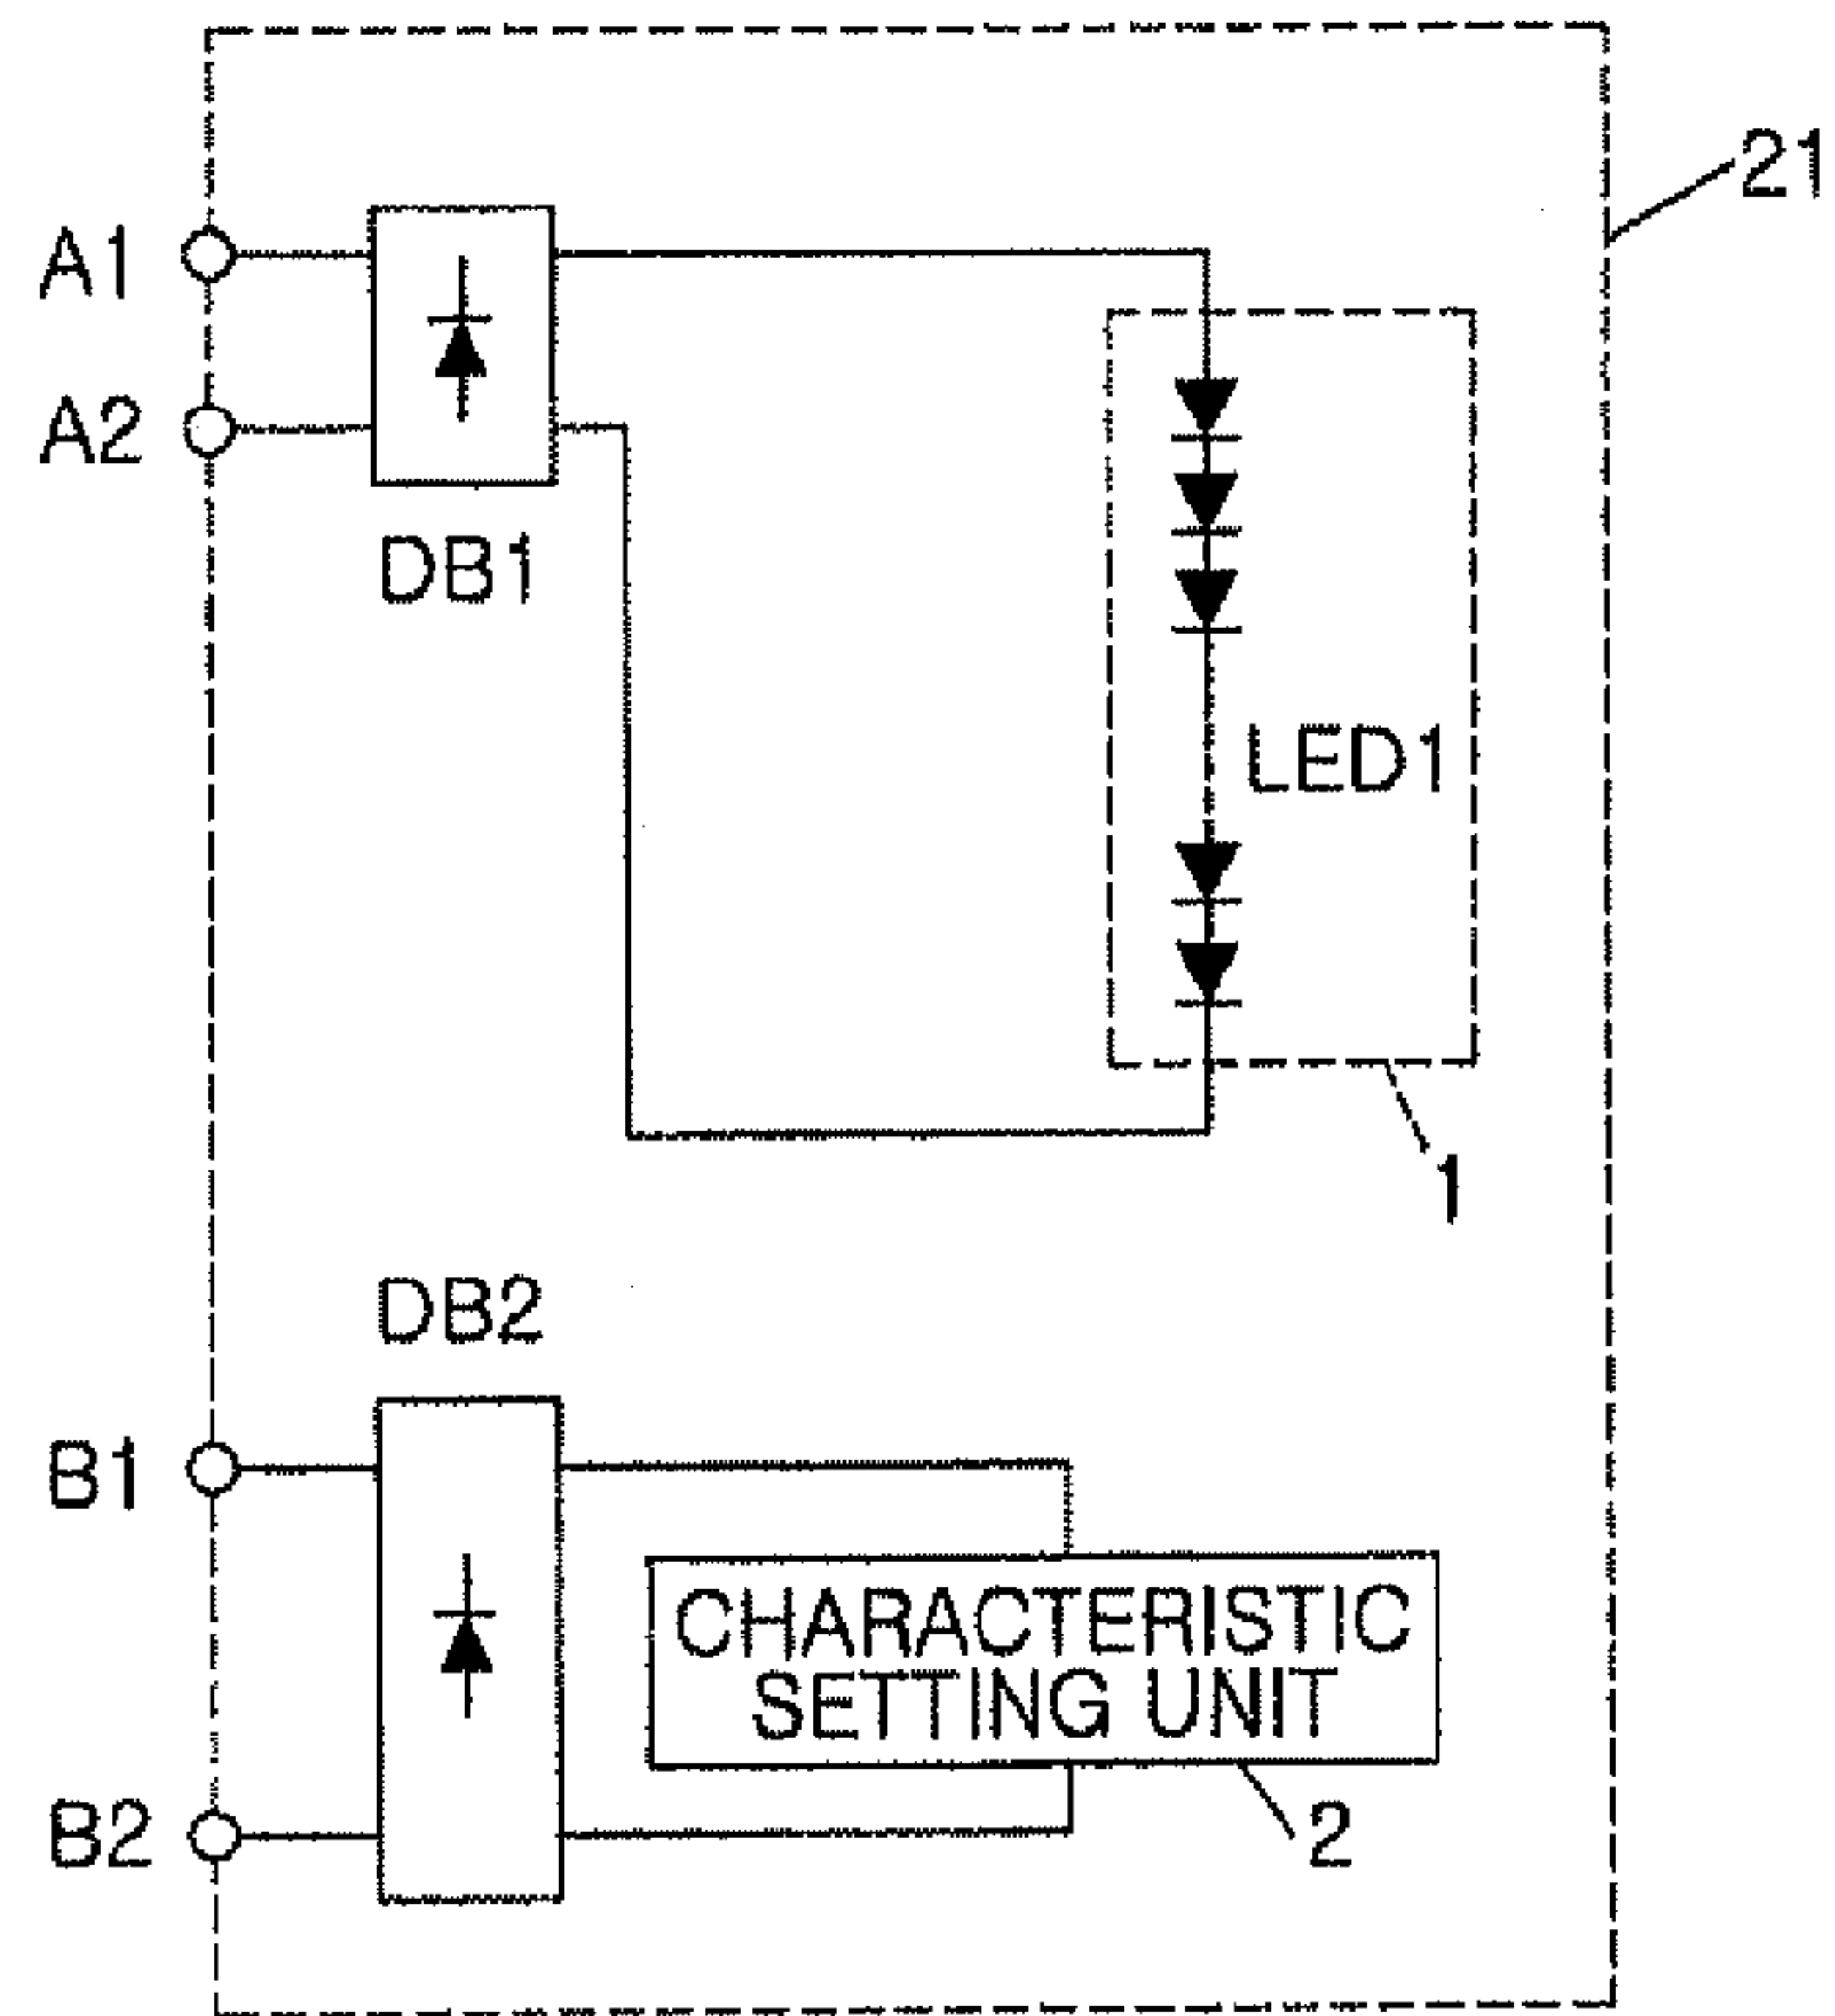 21
A1
A2
DB1
LED1
1
DB2
B1
CHARACTERISTIC
SETTING UNIT
B2
2